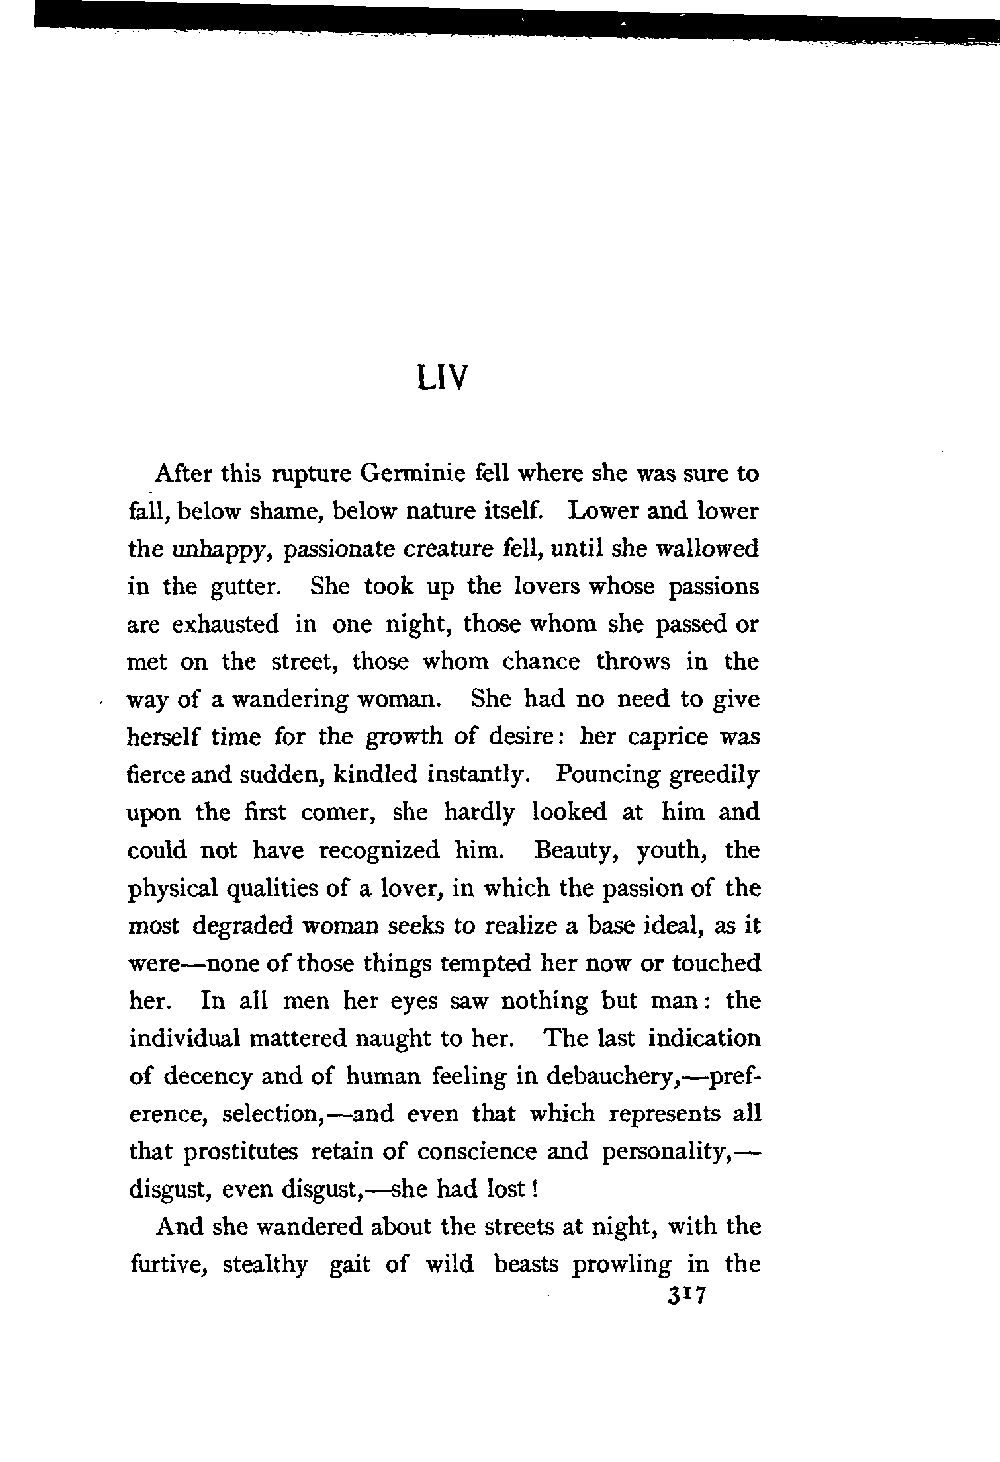 LIV
After this rupture Germinie fell where she was sure to
fall, below shame, below nature itself. Lower and lower
the unhappy, passionate creature fell, until she wallowed
in the gutter. She took up the lovers whose passions
are exhausted in one night, those whom she passed or
met on the street, those whom chance throws in the
way of a wandering woman. She had no need to give
herself time for the growth of desire: her caprice was
fierce and sudden, kindled instantly. Pouncing greedily
upon the first comer, she hardly looked at him and
could not have recognized him. Beauty, youth, the
physical qualities of a lover, in which the passion of the
most degraded woman seeks to realize a base ideal, as it
were—none of those things tempted her now or touched
her. In all men her eyes saw nothing but man: the
individual mattered naught to her. The last indication
of decency and of human feeling in debauchery,—pref-
erence, selection,—and even that which represents all
that prostitutes retain of conscience and personality,—
disgust, even disgust,—she had lost!
And she wandered about the streets at night, with the
furtive, stealthy gait of wild beasts prowling in the
317